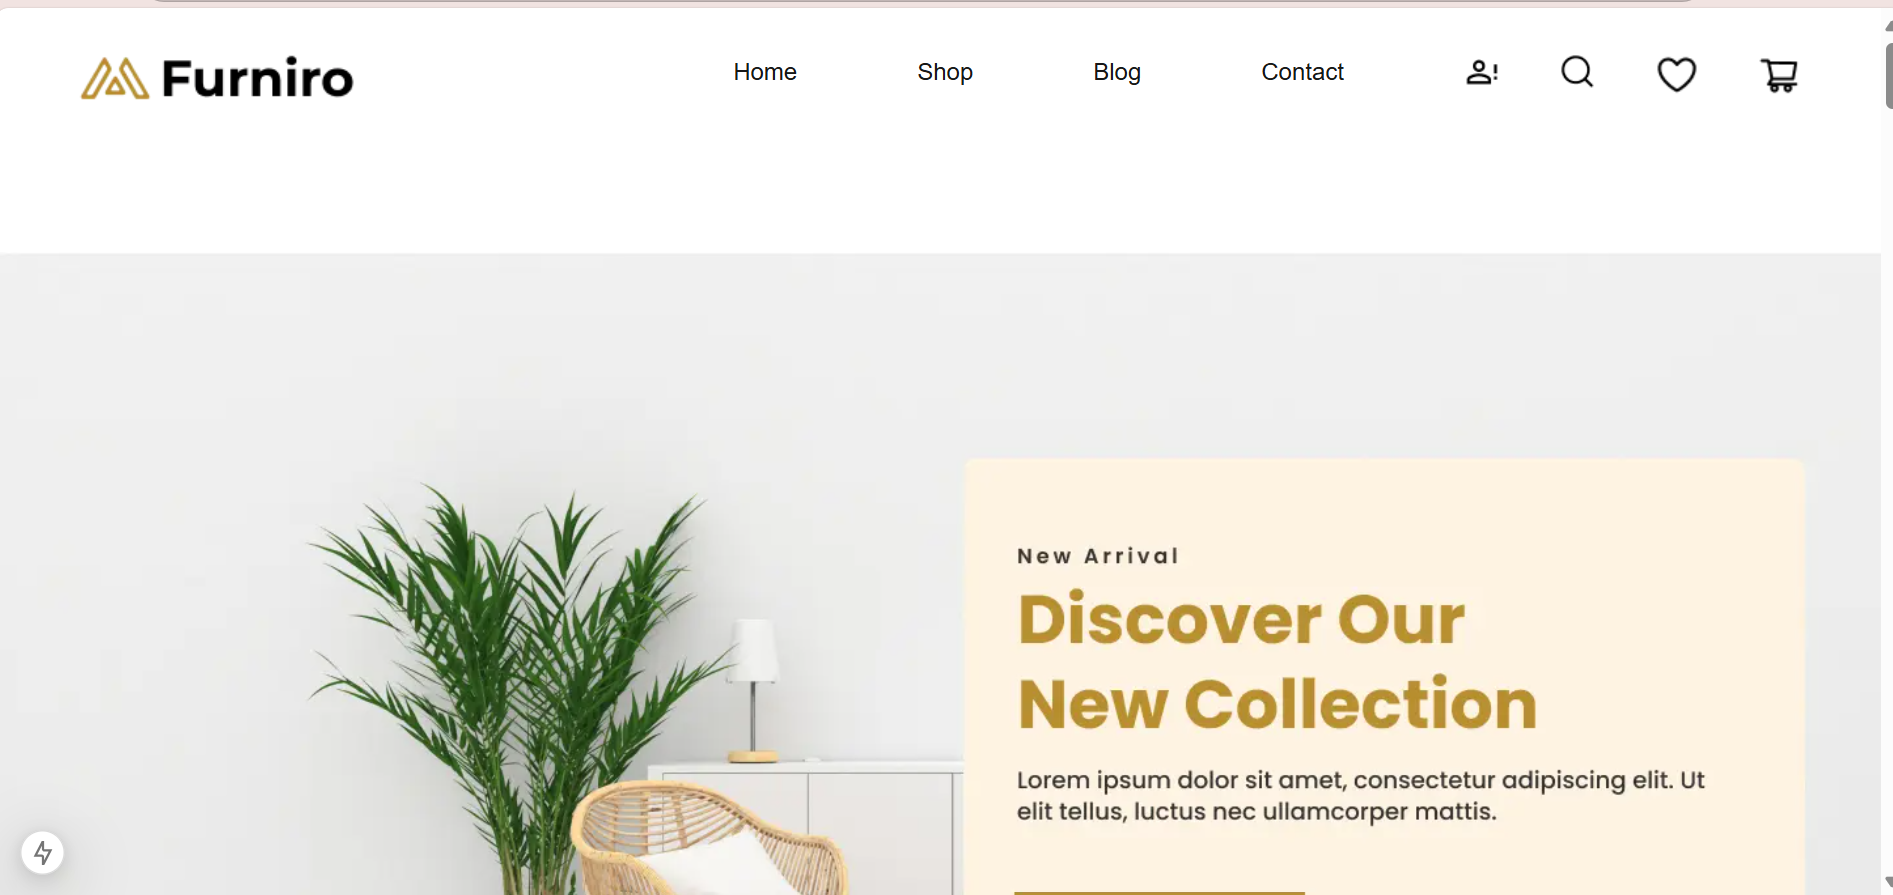 Furniro
Home
Shop
Blog
Contact
New Arrival
Discover Our
New Collection
Lorem ipsum dolor sit amet, consectetur adipiscing elit. Ut
elit tellus, luctus nec ullamcorper mattis.